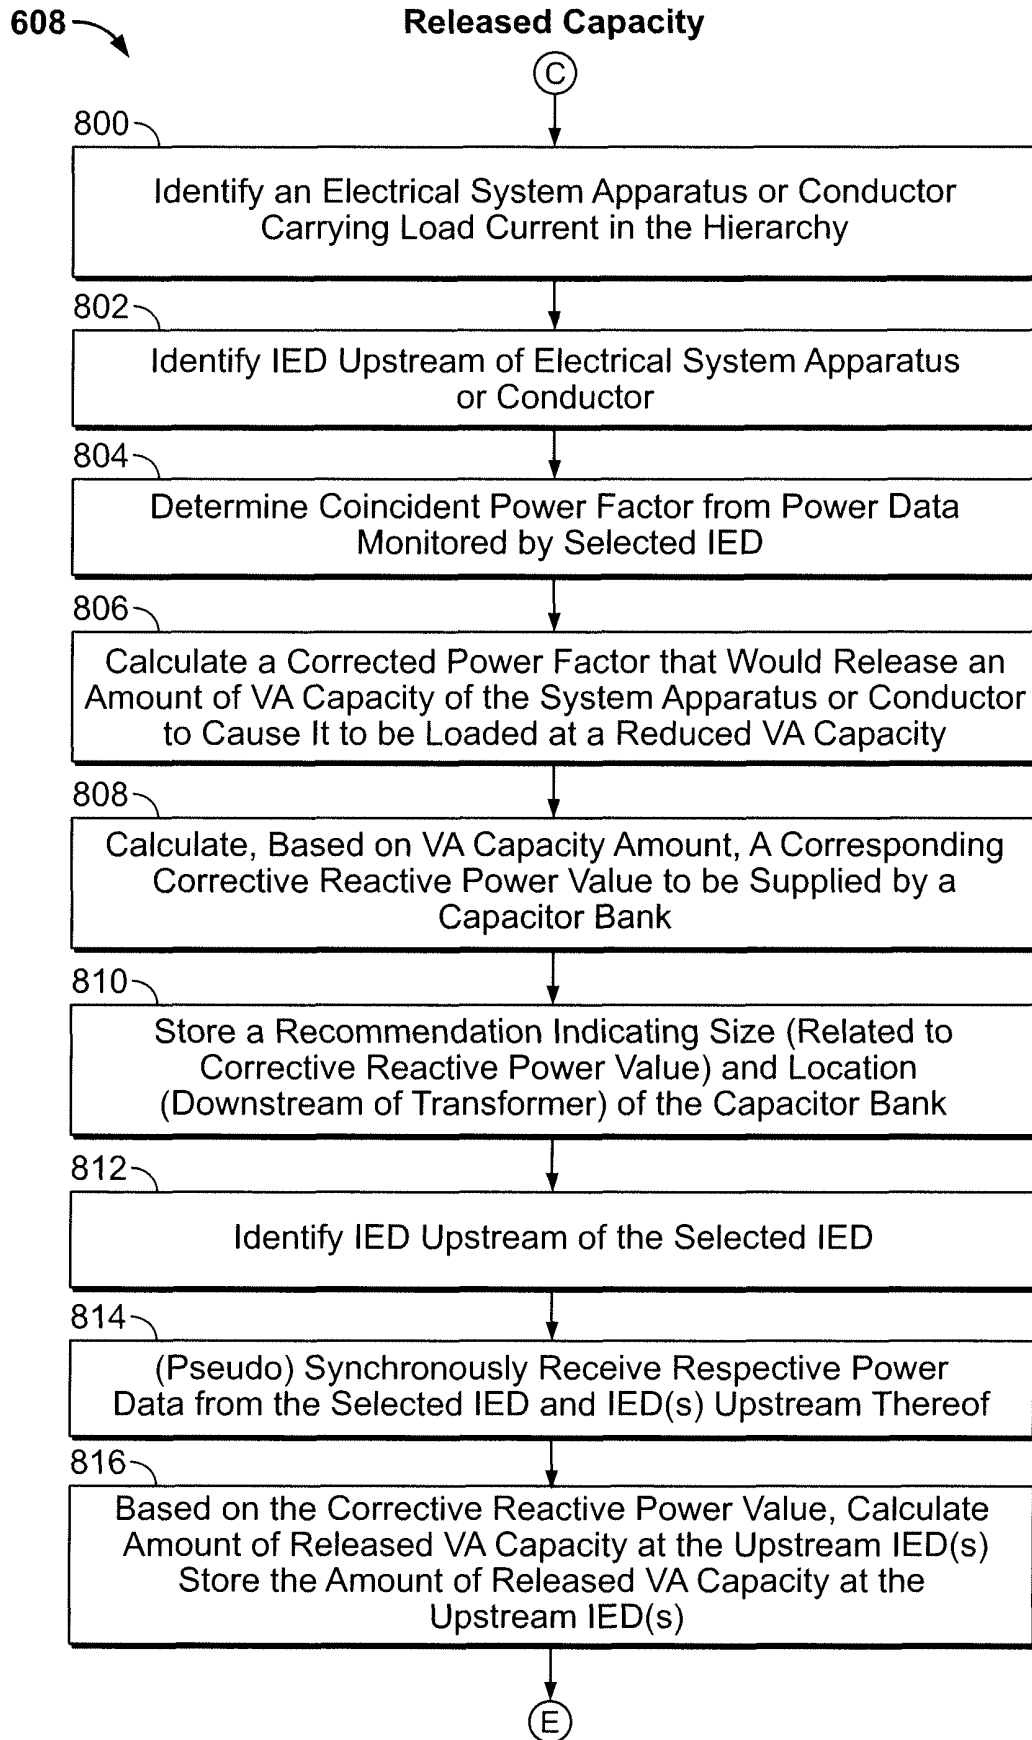 608
Released Capacity
C
800
Identify an Electrical System Apparatus or Conductor
Carrying Load Current in the Hierarchy
802
Identify IED Upstream of Electrical System Apparatus
or Conductor
804
Determine Coincident Power Factor from Power Data
Monitored by Selected IED
806
Calculate a Corrected Power Factor that Would Release an
Amount of VA Capacity of the System Apparatus or Conductor
to Cause It to be Loaded at a Reduced VA Capacity
808
Calculate, Based on VA Capacity Amount, A Corresponding
Corrective Reactive Power Value to be Supplied by a
Capacitor Bank
810
Store a Recommendation Indicating Size (Related to
Corrective Reactive Power Value) and Location
(Downstream of Transformer) of the Capacitor Bank
812
Identify IED Upstream of the Selected IED
814
(Pseudo) Synchronously Receive Respective Power
Data from the Selected IED and IED(s) Upstream Thereof
816
Based on the Corrective Reactive Power Value, Calculate
Amount of Released VA Capacity at the Upstream IED(s)
Store the Amount of Released VA Capacity at the
Upstream IED(s)
E